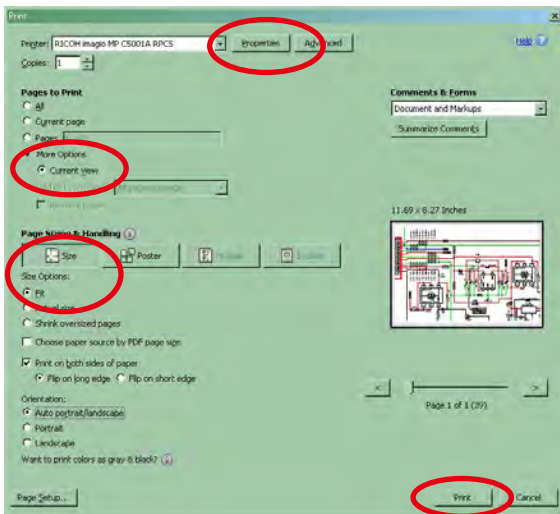 Print
Printer: RICOH imagio MP C5001A RPCS Properties Advanced Help
Copies: 1
Pages to Print
All
Current page
Pages
More Options
Current view
Comments & Forms
Document and Markups
Summarize Comments
11.69 x 8.27 Inches
Page Sizing & Handling
Size Poster
Size Options:
Fit
Shrink oversized pages
Choose paper source by PDF page size
Print on both sides of paper
Flip on long edge Flip on short edge
Orientation:
Auto portrait/landscape
Portrait
Landscape
Want to print colors as gray & black?
< >
Page 1 of 1 (39)
Page Setup... Print Cancel